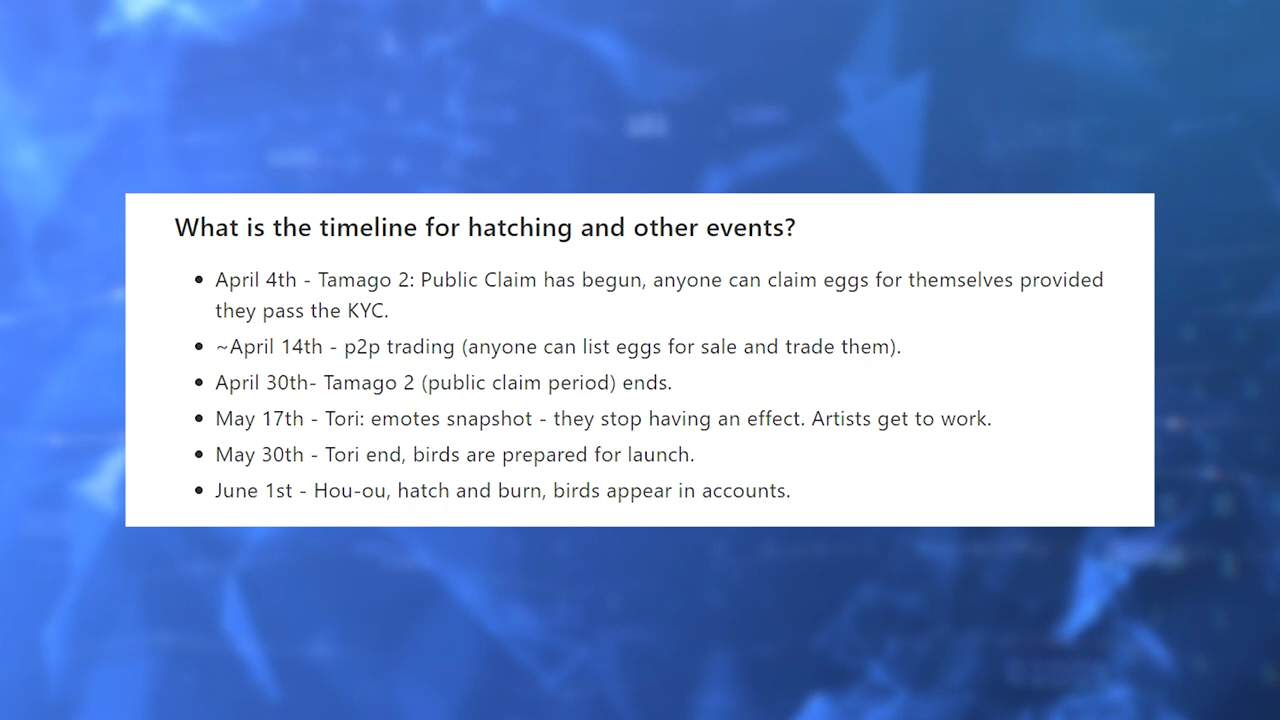 What is the timeline for hatching and other events?
• April 4th - Tamago 2: Public Claim has begun, anyone can claim eggs for themselves provided
they pass the KYC.
• ~April 14th - p2p trading (anyone can list eggs for sale and trade them).
• April 30th- Tamago 2 (public claim period) ends.
• May 17th - Tori: emotes snapshot - they stop having an effect. Artists get to work.
• May 30th - Tori end, birds are prepared for launch.
• June 1st - Hou-ou, hatch and burn, birds appear in accounts.